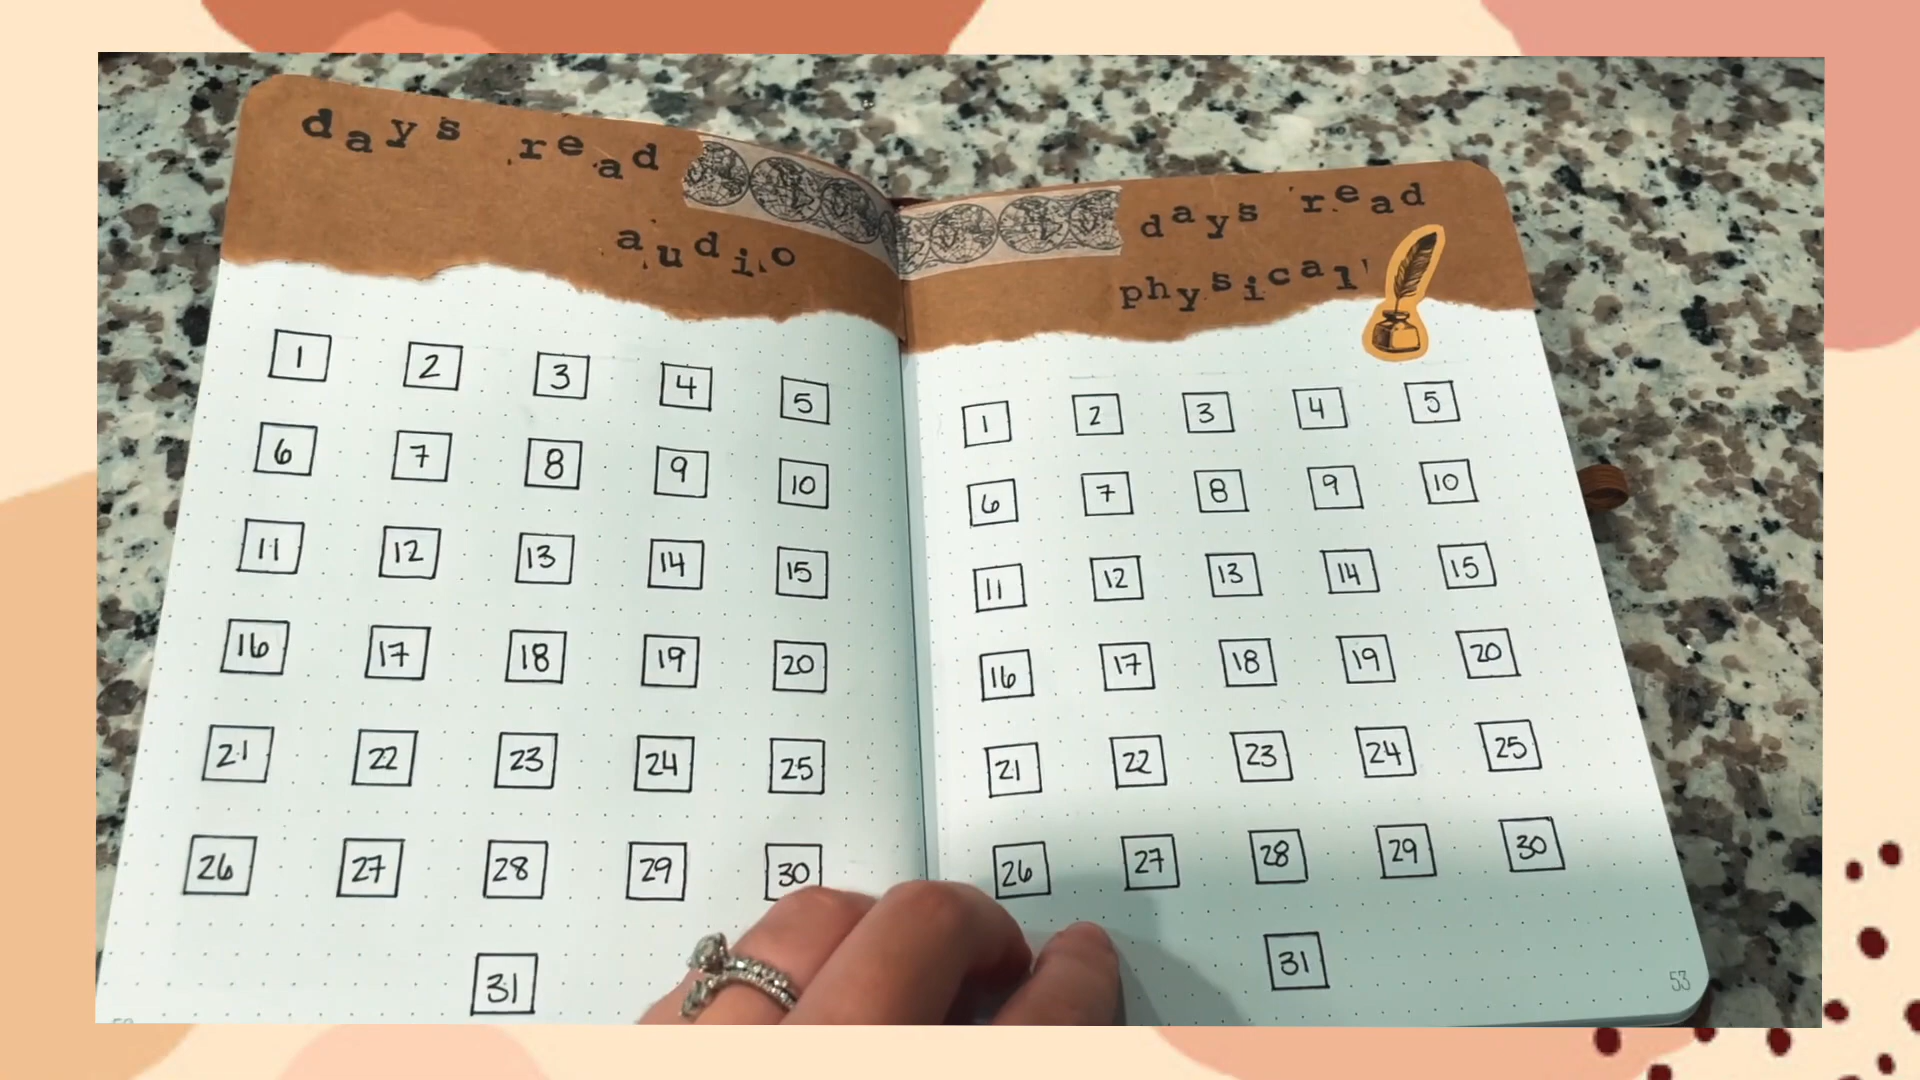 days read
audio
1 2 3 4 5
6 7 8 9 10
11 12 13 14 15
16 17 18 19 20
21 22 23 24 25
26 27 28 29 30
31
days read
physical
1 2 3 4 5
6 7 8 9 10
11 12 13 14 15
16 17 18 19 20
21 22 23 24 25
26 27 28 29 30
31
53